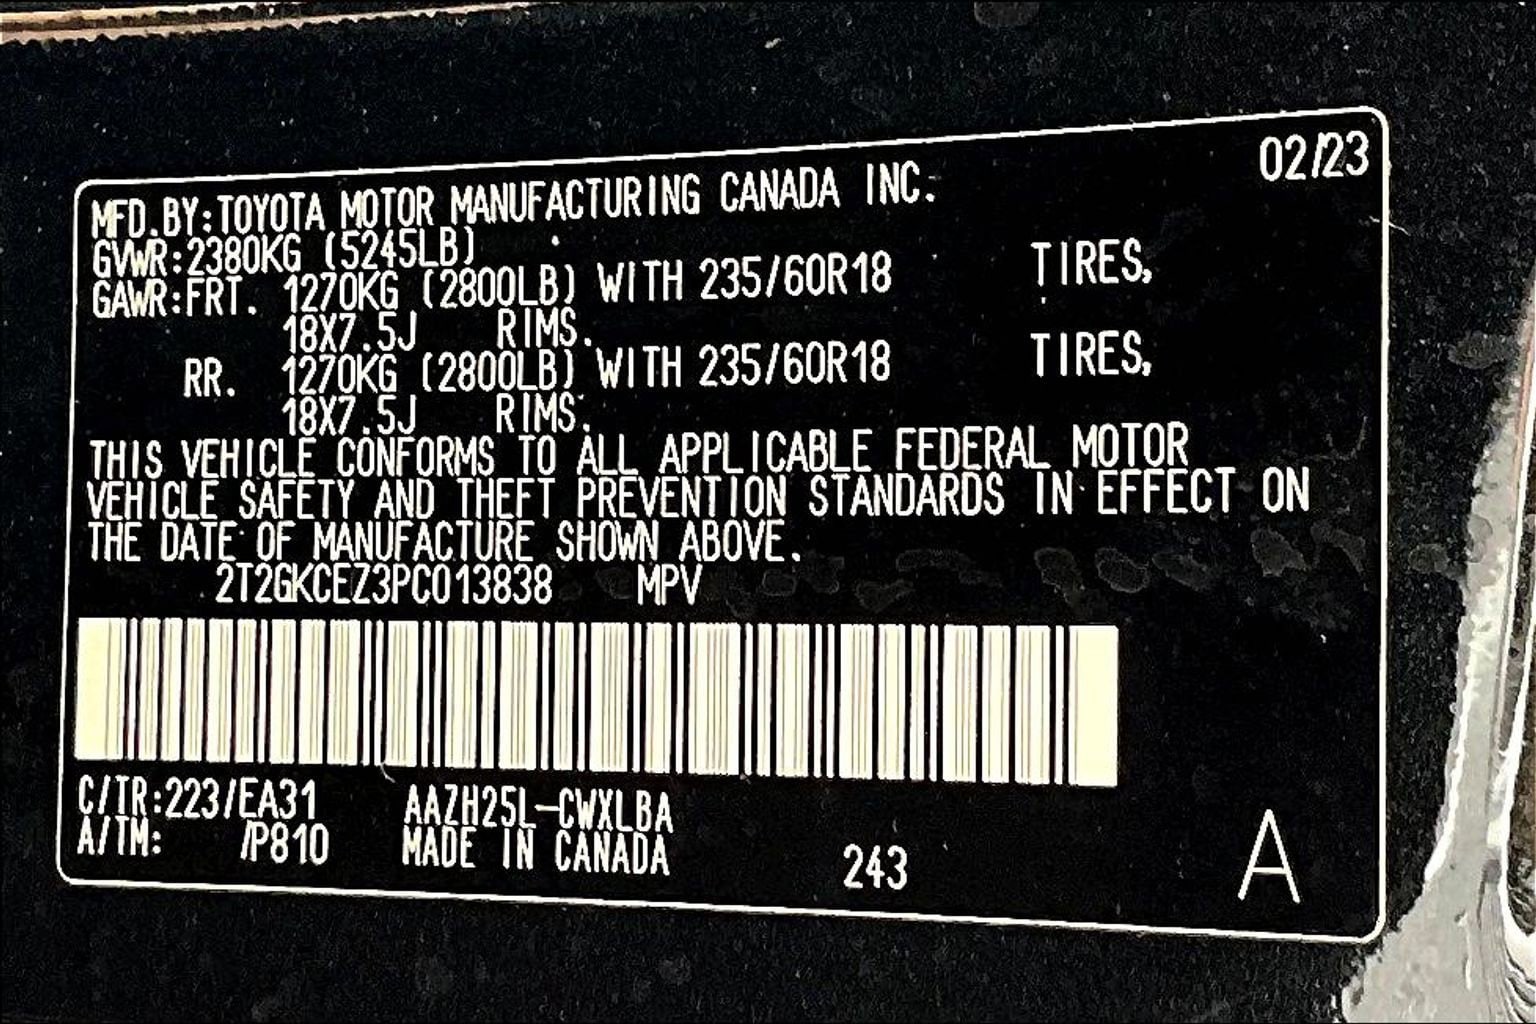 02/23
MFD.BY:TOYOTA MOTOR MANUFACTURING CANADA INC.
GVWR:2380KG (5245LB)
GAWR:FRT. 1270KG (2800LB) WITH 235/60R18 TIRES,
18X7.5J RIMS.
RR. 1270KG (2800LB) WITH 235/60R18 TIRES,
18X7.5J RIMS.
THIS VEHICLE CONFORMS TO ALL APPLICABLE FEDERAL MOTOR
VEHICLE SAFETY AND THEFT PREVENTION STANDARDS IN EFFECT ON
THE DATE OF MANUFACTURE SHOWN ABOVE.
2T2GKCEZ3PC013838 MPV
C/TR:223/EA31 AAZH25L-CWXLBA
A/TM: /P810 MADE IN CANADA 243 A